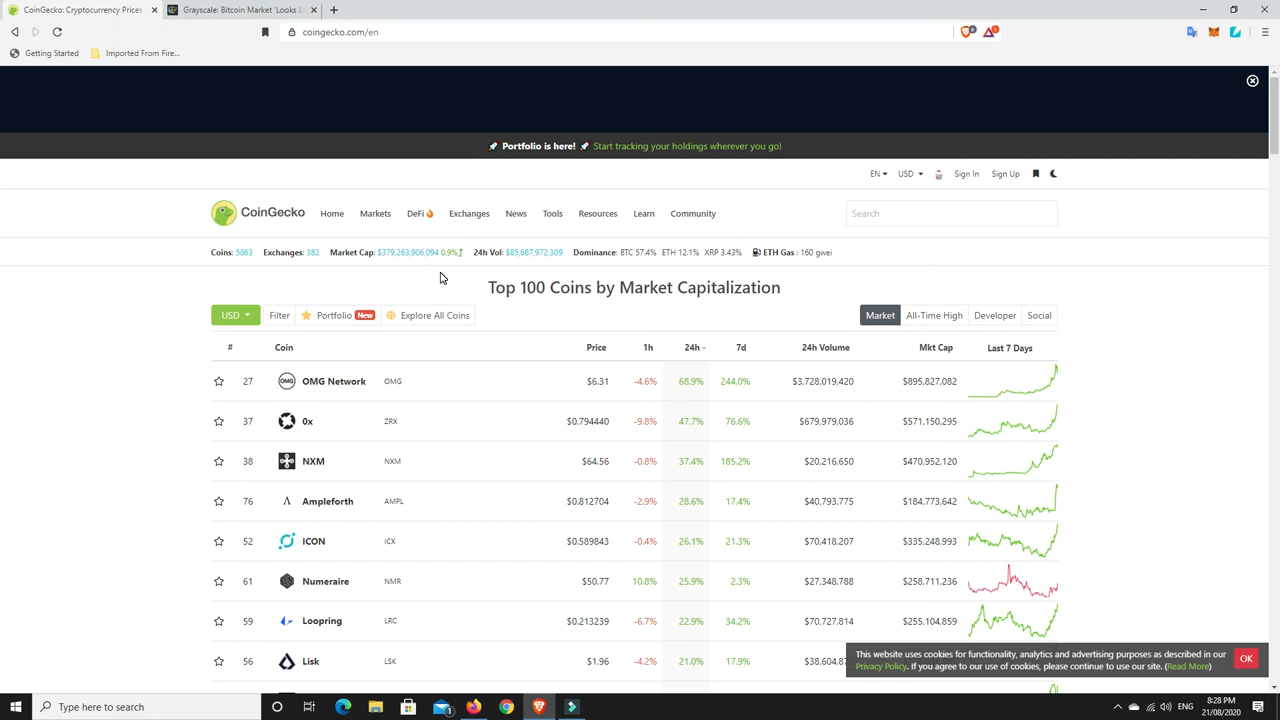 CoinGecko: Cryptocurrency Prices
Grayscale: Bitcoin Market 'Looks L
coingecko.com/en
Getting Started
Imported From Fire...
🚀 Portfolio is here! 🚀 Start tracking your holdings wherever you go!
EN USD Sign In Sign Up
CoinGecko Home Markets DeFi Exchanges News Tools Resources Learn Community Search
Coins: 5863 Exchanges: 382 Market Cap: $379,263,906,094 0.9% 24h Vol: $85,687,972,309 Dominance: BTC 57.4% ETH 12.1% XRP 3.43% ETH Gas : 160 gwei
Top 100 Coins by Market Capitalization
USD Filter Portfolio New Explore All Coins Market All-Time High Developer Social
# Coin Price 1h 24h 7d 24h Volume Mkt Cap Last 7 Days
27 OMG OMG Network OMG $6.31 -4.6% 68.9% 244.0% $3,728,019,420 $895,827,082
37 0x ZRX $0.794440 -9.8% 47.7% 76.6% $679,979,036 $571,150,295
38 NXM NXM $64.56 -0.8% 37.4% 185.2% $20,216,650 $470,952,120
76 Ampleforth AMPL $0.812704 -2.9% 28.6% 17.4% $40,793,775 $184,773,642
52 ICON ICX $0.589843 -0.4% 26.1% 21.3% $70,418,207 $335,248,993
61 Numeraire NMR $50.77 10.8% 25.9% 2.3% $27,348,788 $258,711,236
59 Loopring LRC $0.213239 -6.7% 22.9% 34.2% $70,727,814 $255,104,859
56 Lisk LSK $1.96 -4.2% 21.0% 17.9%
This website uses cookies for functionality, analytics and advertising purposes as described in our
Privacy Policy. If you agree to our use of cookies, please continue to use our site. (Read More)
OK
Type here to search
ENG
8:28 PM
21/08/2020